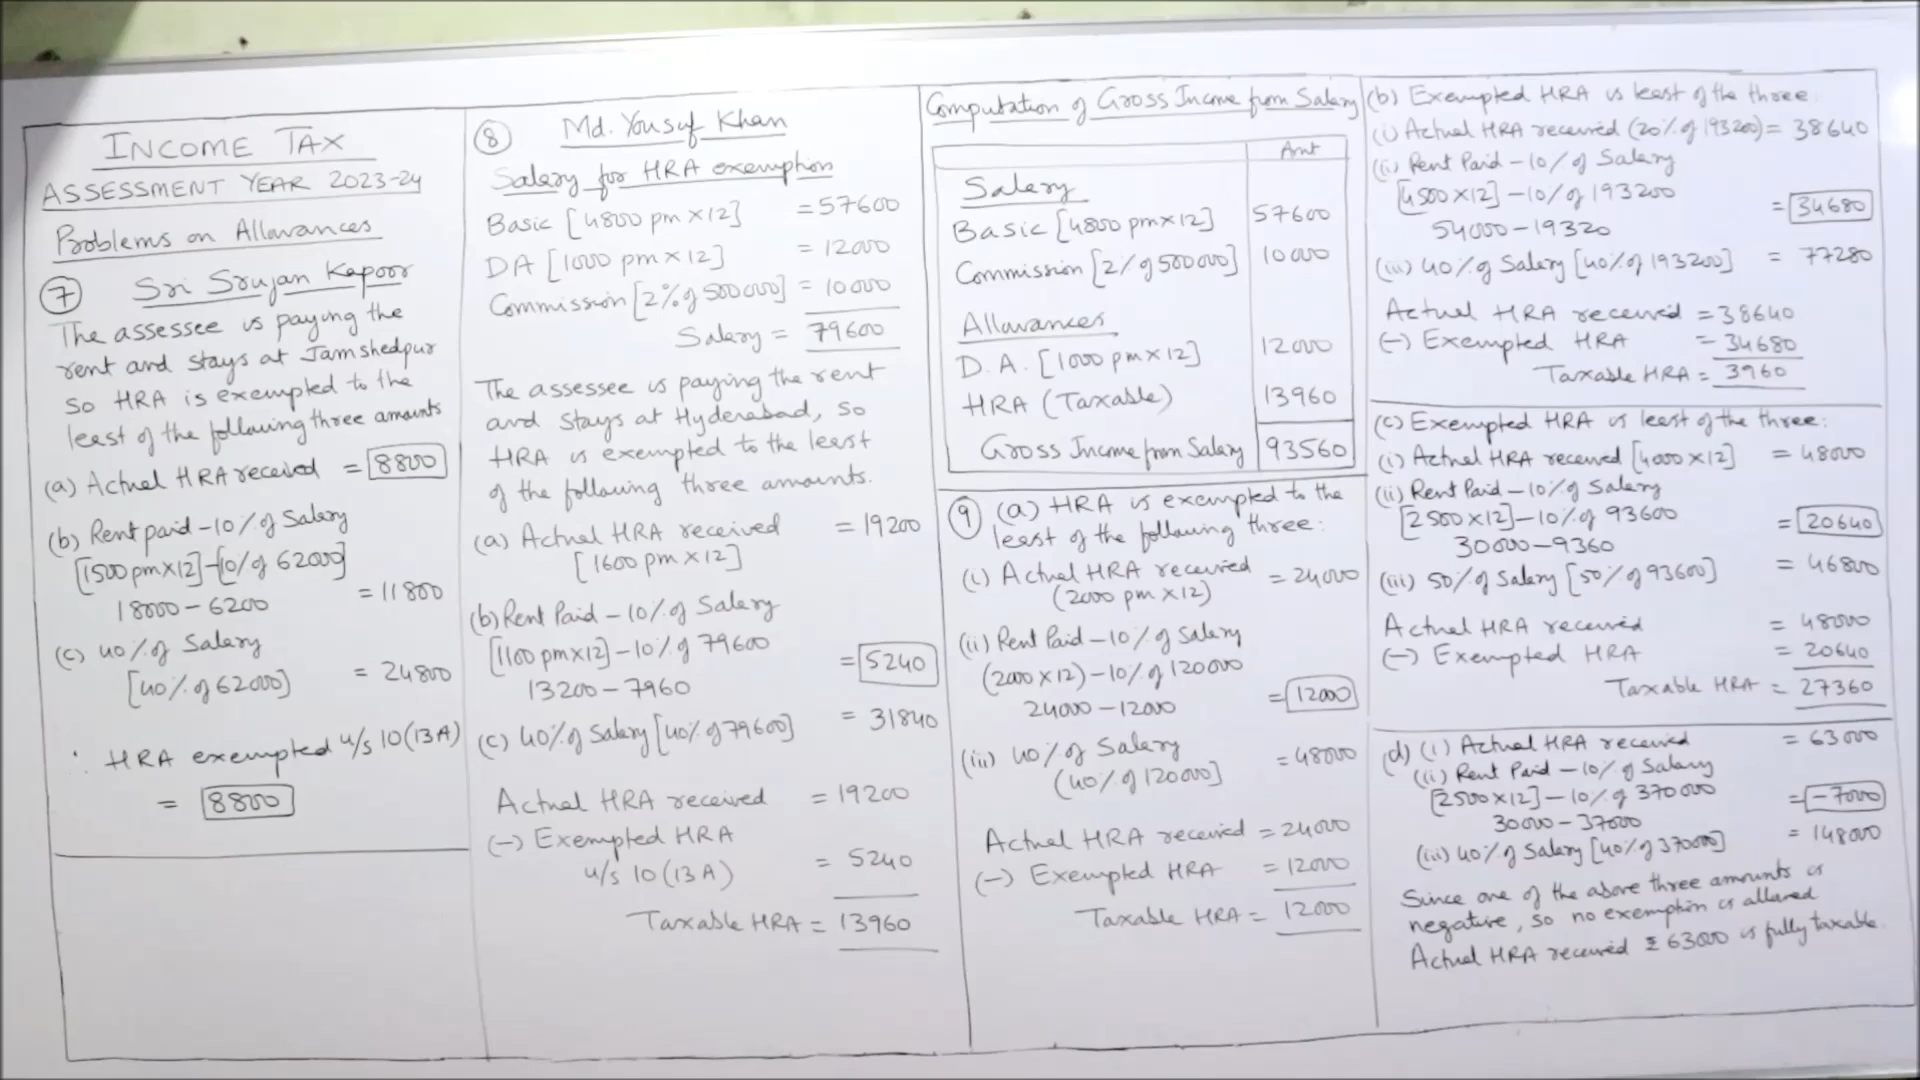 INCOME TAX
ASSESSMENT YEAR 2023-24
Problems on Allowances
⑦ Sri Srujan Kapoor
The assessee is paying the
rent and stays at Jamshedpur
so HRA is exempted to the
least of the following three amounts
(a) Actual HRA received = 8800
(b) Rent paid - 10% of Salary
[1500 pm×12] - [10% of 62000]
18000 - 6200 = 11800
(c) 40% of Salary
[40% of 62000] = 24800
∴ HRA exempted u/s 10(13A)
= 8800
⑧ Md. Yousuf Khan
Salary for HRA exemption
Basic [4800 pm×12] = 57600
DA [1000 pm×12] = 12000
Commission [2% of 500000] = 10000
Salary = 79600
The assessee is paying the rent
and stays at Hyderabad, so
HRA is exempted to the least
of the following three amounts.
(a) Actual HRA received = 19200
[1600 pm×12]
(b) Rent Paid - 10% of Salary
[1100 pm×12] - 10% of 79600
13200 - 7960 = 5240
(c) 40% of Salary [40% of 79600] = 31840
Actual HRA received = 19200
(-) Exempted HRA
u/s 10(13A) = 5240
Taxable HRA = 13960
Computation of Gross Income from Salary
Amt
Salary
Basic [4800 pm×12] 57600
Commission [2% of 500000] 10000
Allowances
D.A. [1000 pm×12] 12000
HRA (Taxable) 13960
Gross Income from Salary 93560
⑨ (a) HRA is exempted to the
least of the following three:
(i) Actual HRA received = 24000
(2000 pm×12)
(ii) Rent Paid - 10% of Salary
(2000×12) - 10% of 120000
24000 - 12000 = 12000
(iii) 40% of Salary = 48000
(40% of 120000]
Actual HRA received = 24000
(-) Exempted HRA = 12000
Taxable HRA = 12000
(b) Exempted HRA is least of the three:
(i) Actual HRA received (20% of 193200) = 38640
(ii) Rent Paid - 10% of Salary
[4500×12] - 10% of 193200
54000 - 19320 = 34680
(iii) 40% of Salary [40% of 193200] = 77280
Actual HRA received = 38640
(-) Exempted HRA = 34680
Taxable HRA = 3960
(c) Exempted HRA is least of the three:
(i) Actual HRA received [4000×12] = 48000
(ii) Rent Paid - 10% of Salary
[2500×12] - 10% of 93600
30000 - 9360 = 20640
(iii) 50% of Salary [50% of 93600] = 46800
Actual HRA received = 48000
(-) Exempted HRA = 20640
Taxable HRA = 27360
(d) (i) Actual HRA received = 63000
(ii) Rent Paid - 10% of Salary
[2500×12] - 10% of 370000
30000 - 37000 = -7000
(iii) 40% of Salary [40% of 370000] = 148000
Since one of the above three amounts is
negative, so no exemption is allowed
Actual HRA received ₹ 63000 is fully taxable.